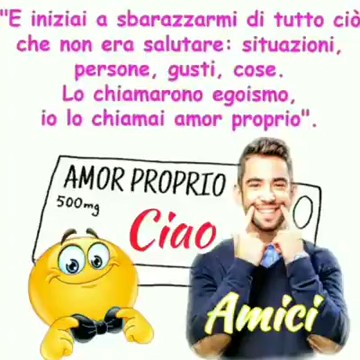 "E iniziai a sbarazzarmi di tutto ciò
che non era salutare: situazioni,
persone, gusti, cose.
Lo chiamarono egoismo,
io lo chiamai amor proprio".
AMOR PROPRIO
500mg
Ciao
Amici